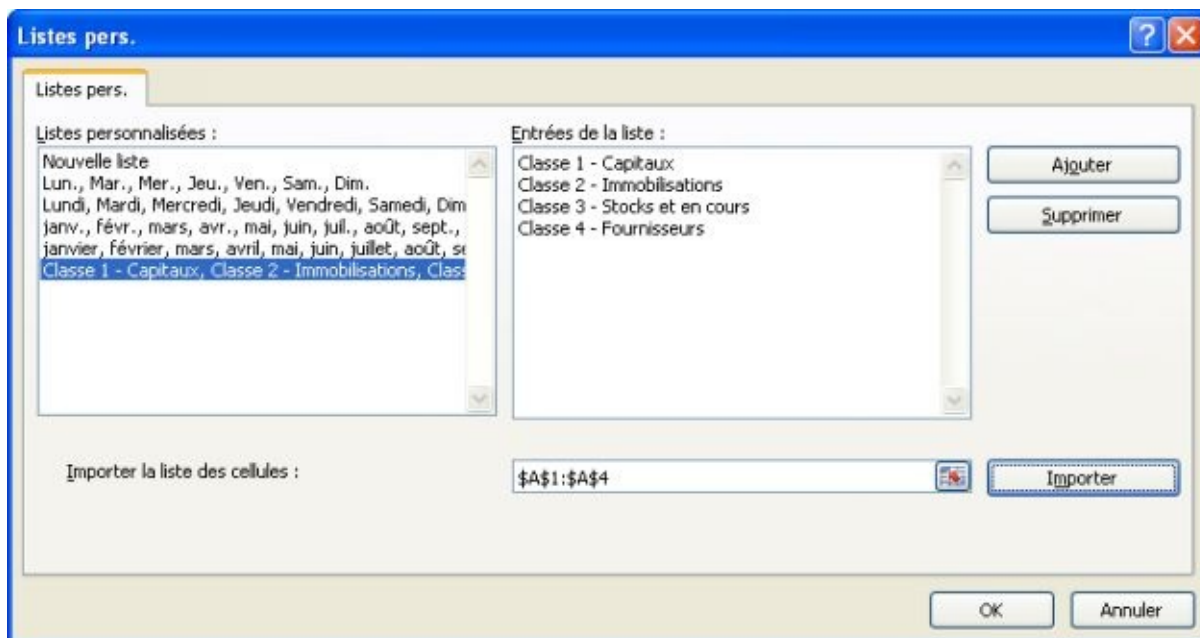 Listes pers.
Listes pers.
Listes personnalisées :
Nouvelle liste
Lun., Mar., Mer., Jeu., Ven., Sam., Dim.
Lundi, Mardi, Mercredi, Jeudi, Vendredi, Samedi, Dim
janv., févr., mars, avr., mai, juin, juil., août, sept.,
janvier, février, mars, avril, mai, juin, juillet, août, se
Classe 1 - Capitaux, Classe 2 - Immobilisations, Class
Entrées de la liste :
Classe 1 - Capitaux
Classe 2 - Immobilisations
Classe 3 - Stocks et en cours
Classe 4 - Fournisseurs
Ajouter
Supprimer
Importer la liste des cellules :
$A$1:$A$4
Importer
OK
Annuler